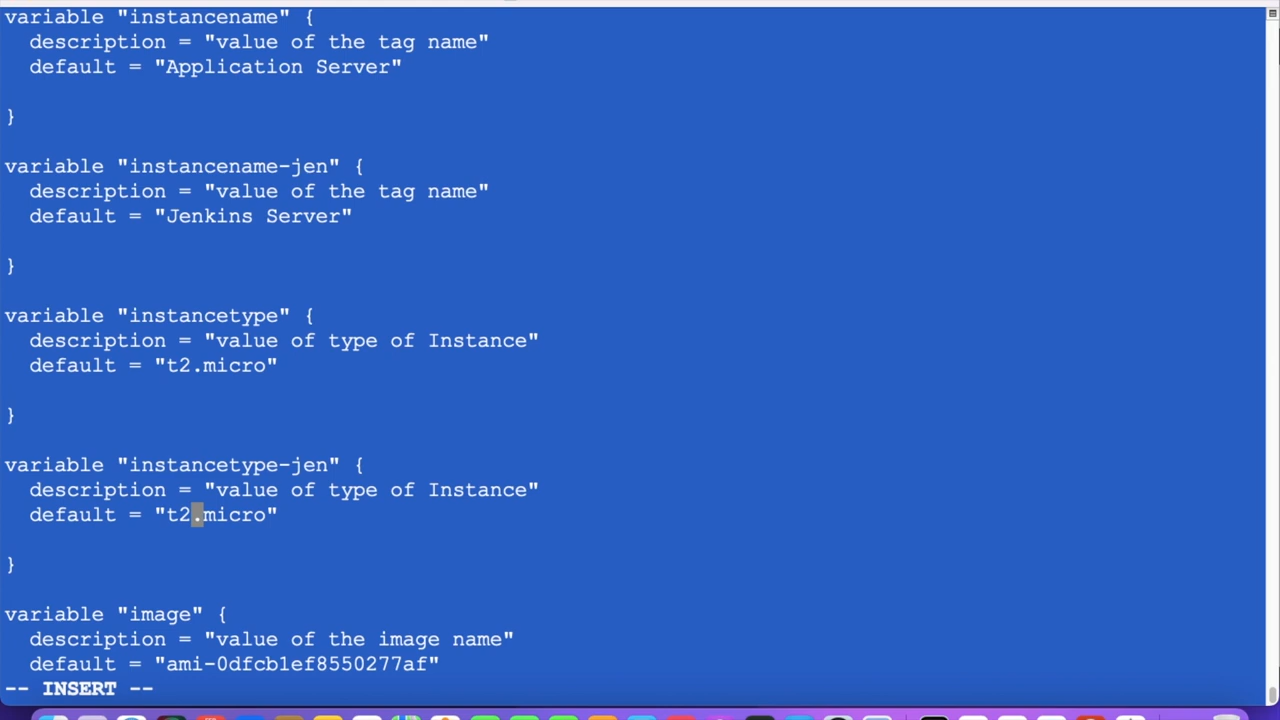 variable "instancename" {
  description = "value of the tag name"
  default = "Application Server"
}
variable "instancename-jen" {
  description = "value of the tag name"
  default = "Jenkins Server"
}
variable "instancetype" {
  description = "value of type of Instance"
  default = "t2.micro"
}
variable "instancetype-jen" {
  description = "value of type of Instance"
  default = "t2.micro"
}
variable "image" {
  description = "value of the image name"
  default = "ami-0dfcb1ef8550277af"
-- INSERT --